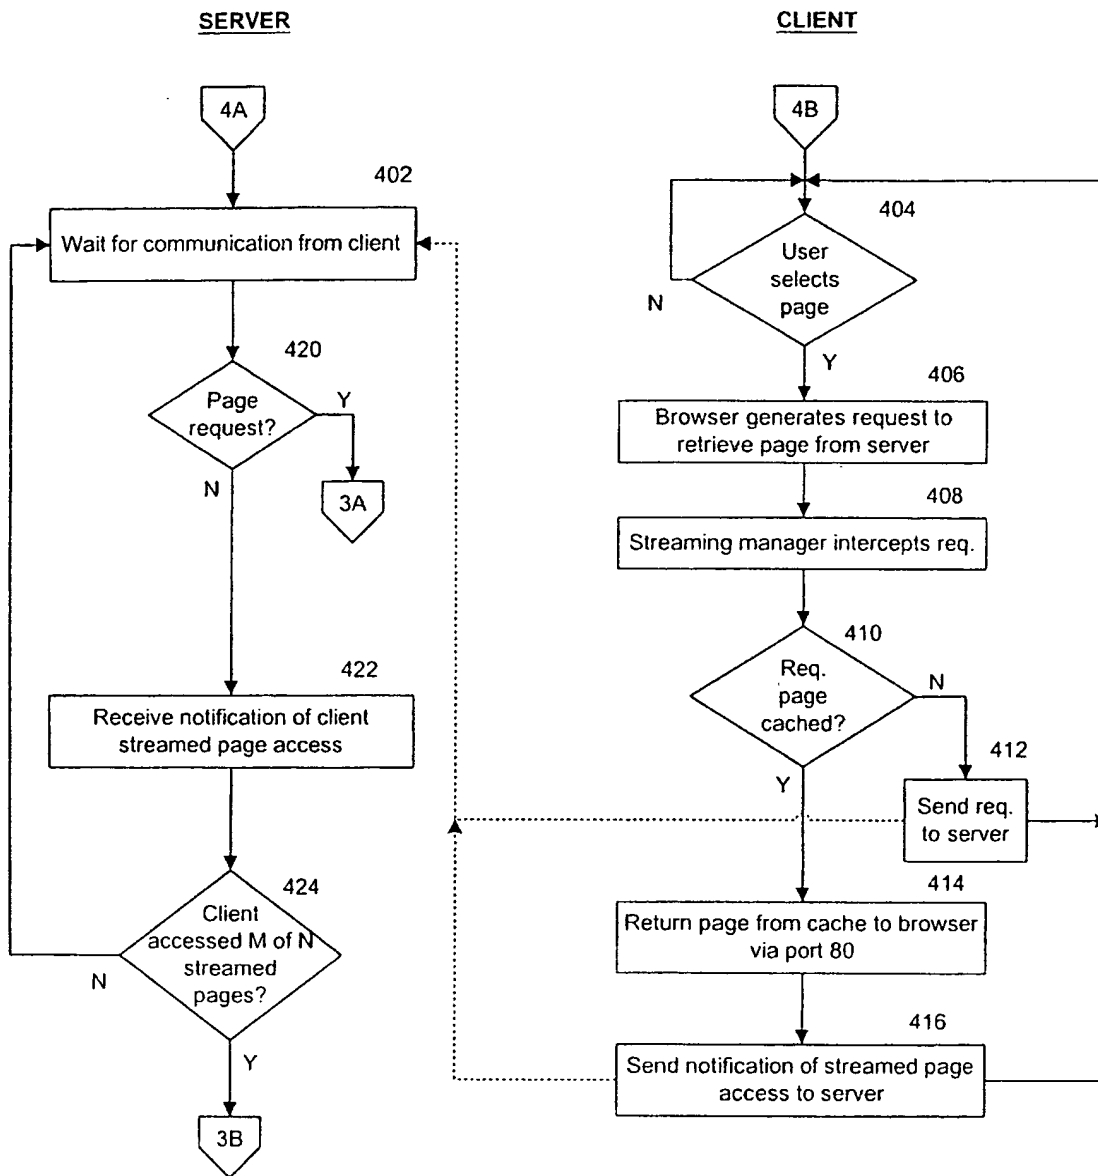 SERVER
4A
402
Wait for communication from client
420
Page
request?
Y
N
3A
422
Receive notification of client
streamed page access
424
Client
accessed M of N
streamed
pages?
N
Y
3B
CLIENT
4B
404
User
selects
page
N
Y
406
Browser generates request to
retrieve page from server
408
Streaming manager intercepts req.
410
Req.
page
cached?
N
Y
412
Send req.
to server
414
Return page from cache to browser
via port 80
416
Send notification of streamed page
access to server